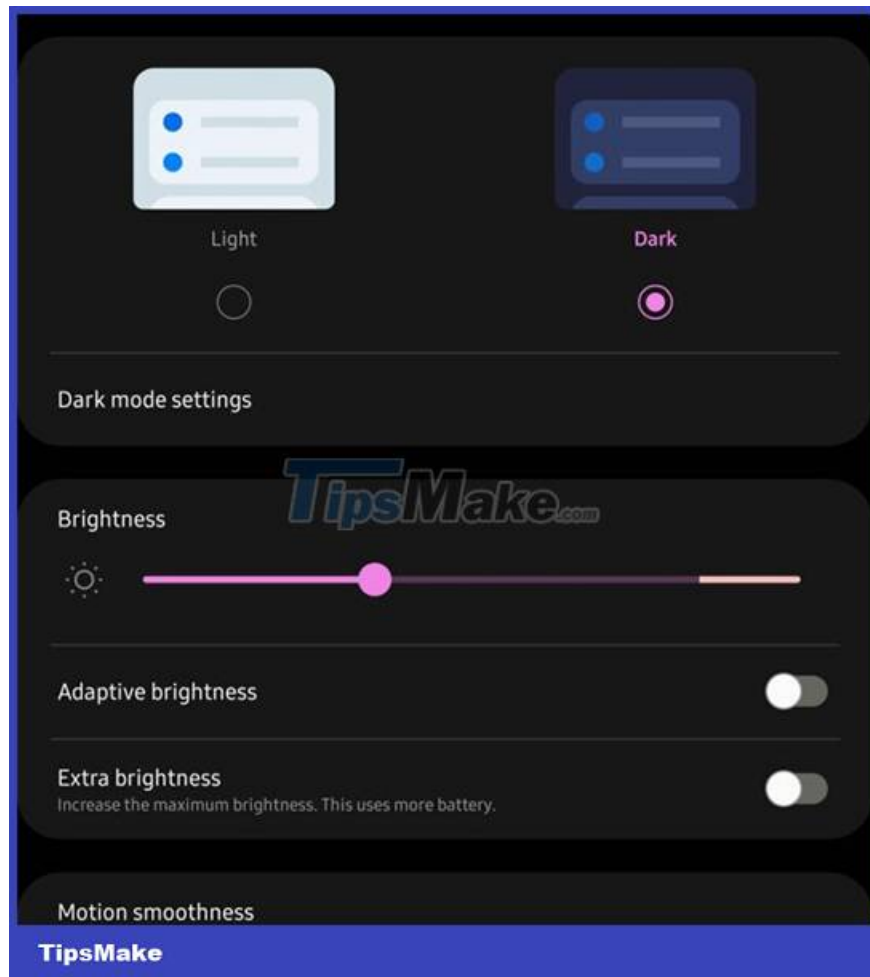 Light
Dark
Dark mode settings
TipsMake.com
Brightness
Adaptive brightness
Extra brightness
Increase the maximum brightness. This uses more battery.
Motion smoothness
TipsMake